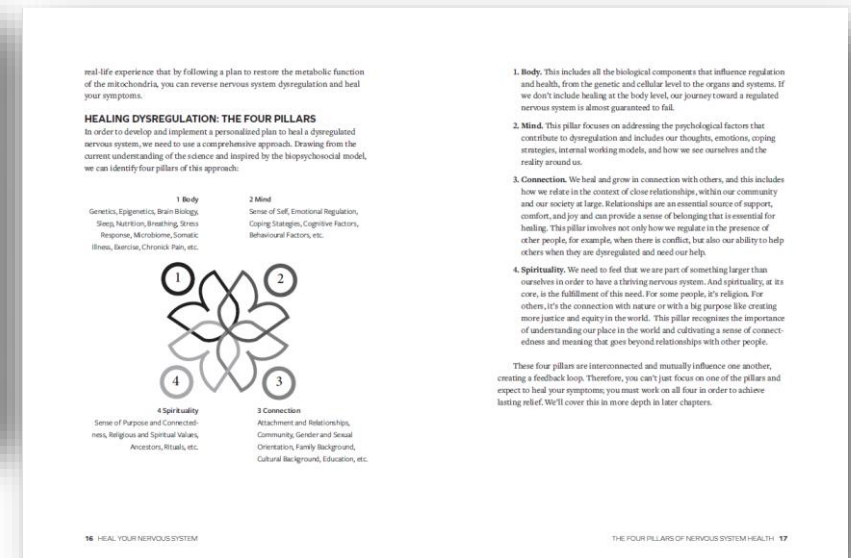 real-life experience that by following a plan to restore the metabolic function
of the mitochondria, you can reverse nervous system dysregulation and heal
your symptoms.
HEALING DYSREGULATION: THE FOUR PILLARS
In order to develop and implement a personalized plan to heal a dysregulated
nervous system, we need to use a comprehensive approach. Drawing from the
current understanding of the science and inspired by the biopsychosocial model,
we can identify four pillars of this approach:
1 Body
Genetics, Epigenetics, Brain Biology,
Sleep, Nutrition, Breathing, Stress
Response, Microbiome, Somatic
Illness, Exercise, Chronick Pain, etc.
2 Mind
Sense of Self, Emotional Regulation,
Coping Stategies, Cognitive Factors,
Behavioural Factors, etc.
1
2
4
3
4 Spirituality
Sense of Purpose and Connected-
ness, Religious and Spiritual Values,
Ancestors, Rituals, etc.
3 Connection
Attachment and Relationships,
Community, Gender and Sexual
Orientation, Family Background,
Cultural Background, Education, etc.
16 HEAL YOUR NERVOUS SYSTEM
1. Body. This includes all the biological components that influence regulation
and health, from the genetic and cellular level to the organs and systems. If
we don't include healing at the body level, our journey toward a regulated
nervous system is almost guaranteed to fail.
2. Mind. This pillar focuses on addressing the psychological factors that
contribute to dysregulation and includes our thoughts, emotions, coping
strategies, internal working models, and how we see ourselves and the
reality around us.
3. Connection. We heal and grow in connection with others, and this includes
how we relate in the context of close relationships, within our community
and our society at large. Relationships are an essential source of support,
comfort, and joy and can provide a sense of belonging that is essential for
healing. This pillar involves not only how we regulate in the presence of
other people, for example, when there is conflict, but also our ability to help
others when they are dysregulated and need our help.
4. Spirituality. We need to feel that we are part of something larger than
ourselves in order to have a thriving nervous system. And spirituality, at its
core, is the fulfillment of this need. For some people, it's religion. For
others, it's the connection with nature or with a big purpose like creating
more justice and equity in the world. This pillar recognizes the importance
of understanding our place in the world and cultivating a sense of connect-
edness and meaning that goes beyond relationships with other people.
These four pillars are interconnected and mutually influence one another,
creating a feedback loop. Therefore, you can't just focus on one of the pillars and
expect to heal your symptoms; you must work on all four in order to achieve
lasting relief. We'll cover this in more depth in later chapters.
THE FOUR PILLARS OF NERVOUS SYSTEM HEALTH 17